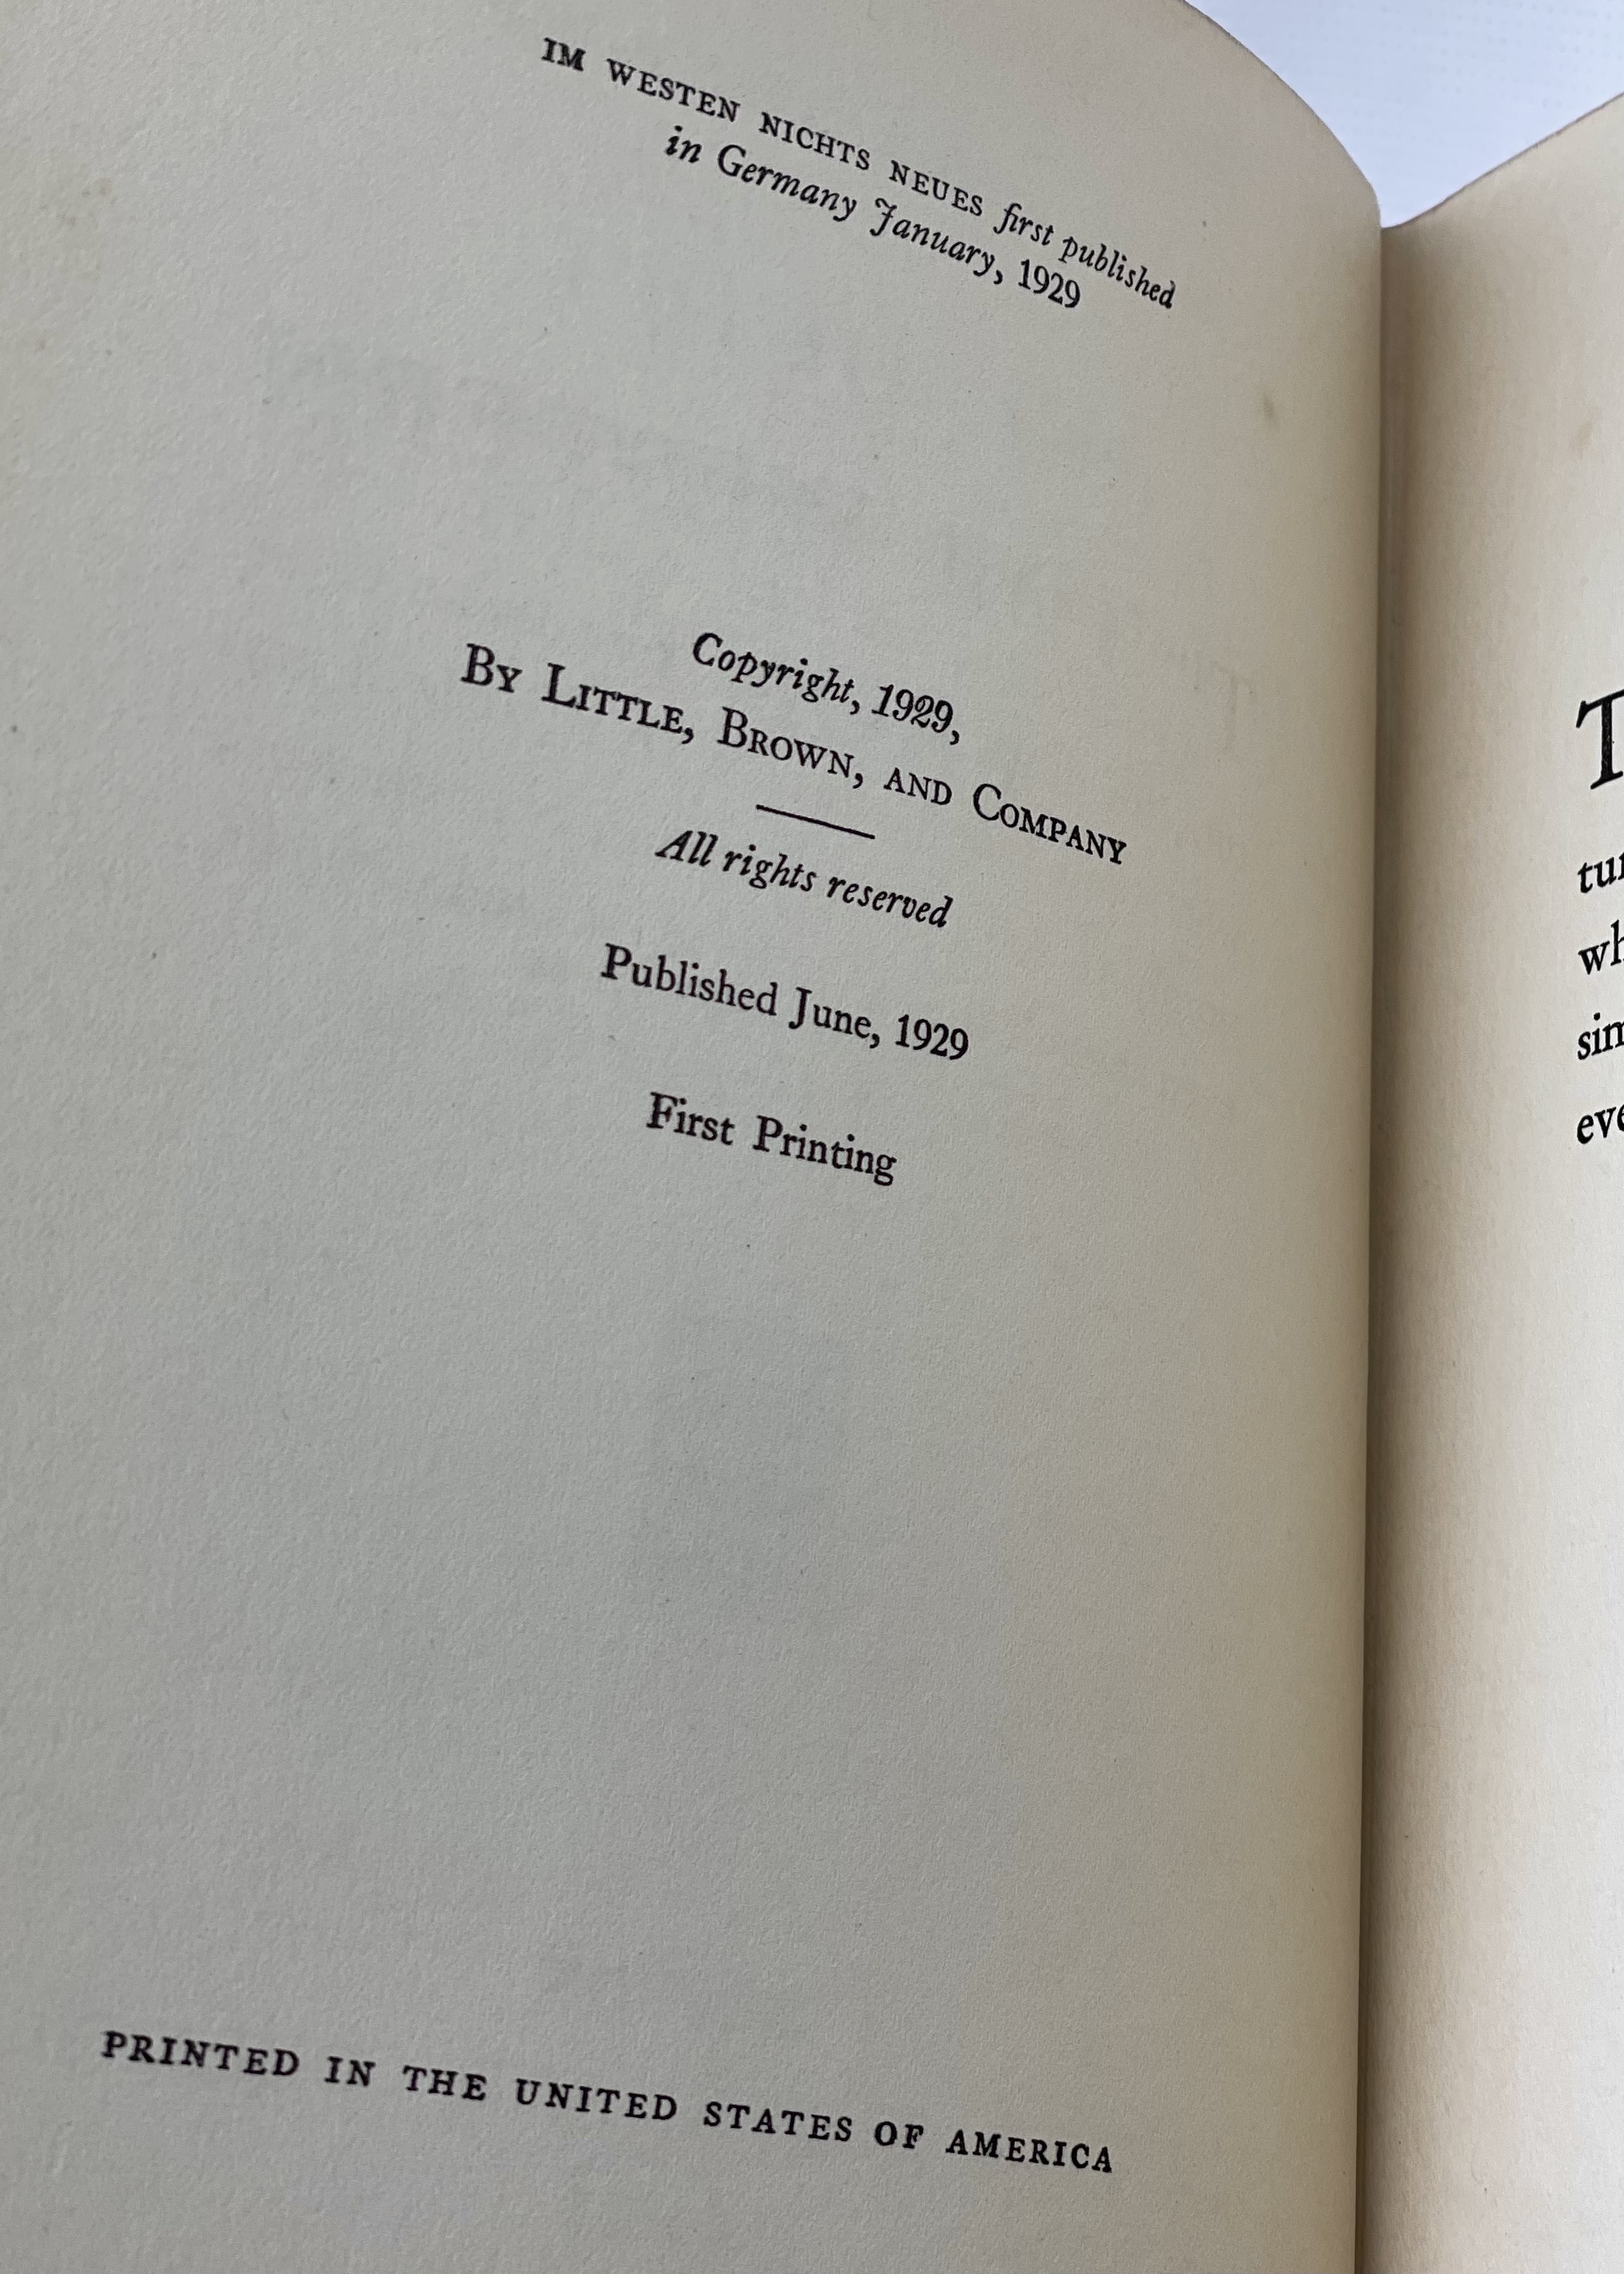 IM WESTEN NICHTS NEUES first published
in Germany January, 1929
Copyright, 1929,
By Little, Brown, and Company
All rights reserved
Published June, 1929
First Printing
PRINTED IN THE UNITED STATES OF AMERICA